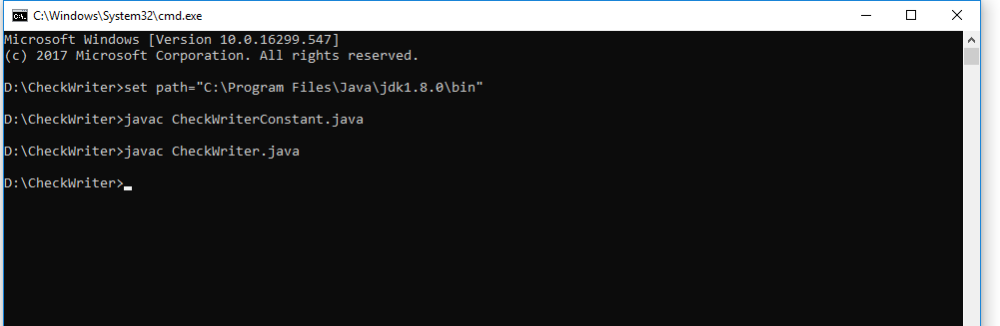 C:\Windows\System32\cmd.exe
Microsoft Windows [Version 10.0.16299.547]
(c) 2017 Microsoft Corporation. All rights reserved.
D:\CheckWriter>set path="C:\Program Files\Java\jdk1.8.0\bin"
D:\CheckWriter>javac CheckWriterConstant.java
D:\CheckWriter>javac CheckWriter.java
D:\CheckWriter>